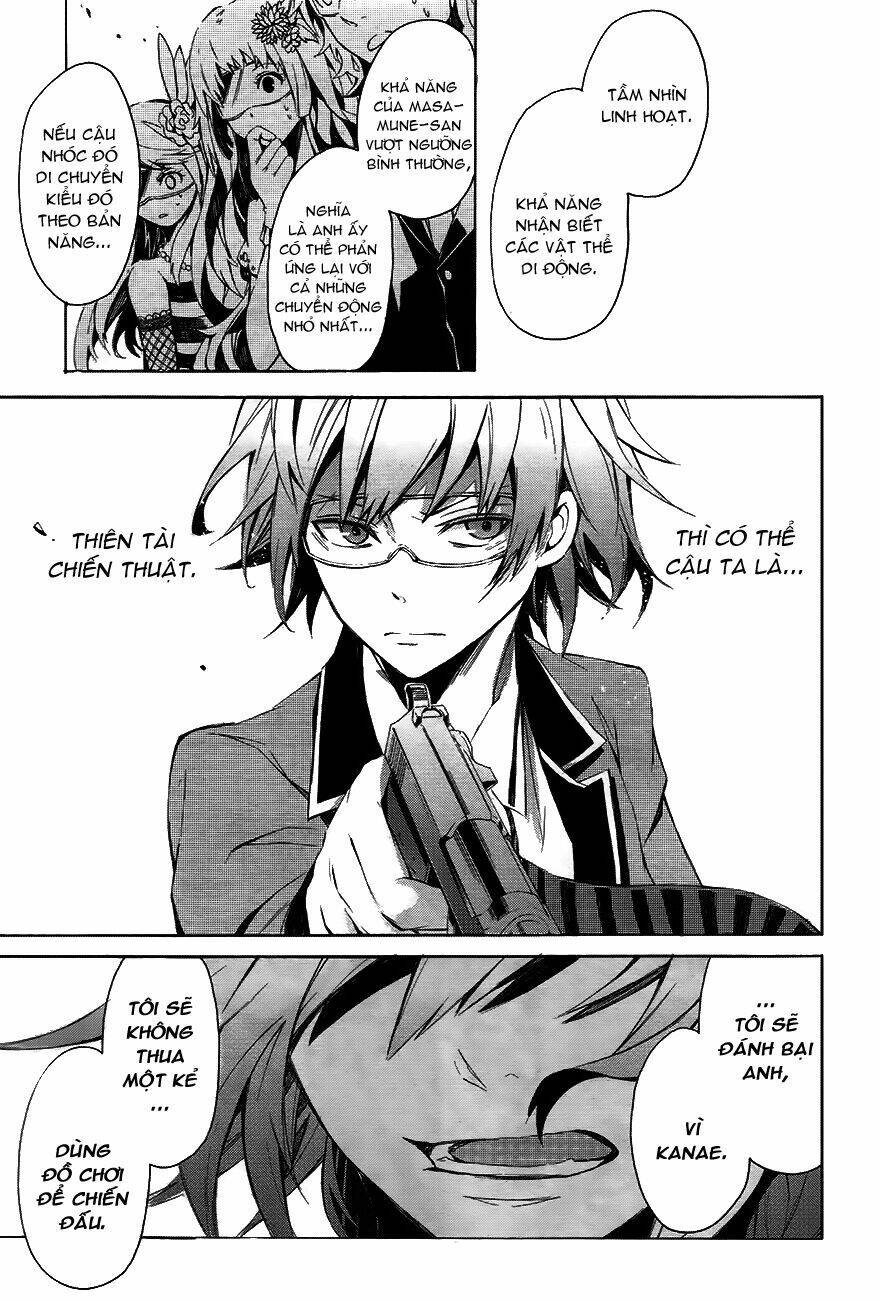 TẦM NHÌN
LINH HOẠT.
KHẢ NĂNG
NHẬN BIẾT
CÁC VẬT THỂ
DI ĐỘNG.
KHẢ NĂNG
CỦA MASA-
MUNE-SAN
VƯỢT NGƯỠNG
BÌNH THƯỜNG,
NGHĨA
LÀ ANH ẤY
CÓ THỂ PHẢN
ỨNG LẠI VỚI
CẢ NHỮNG
CHUYỂN ĐỘNG
NHỎ NHẤT...
NẾU CẬU
NHÓC ĐÓ
DI CHUYỂN
KIỂU ĐÓ
THEO BẢN
NĂNG...
THÌ CÓ THỂ
CẬU TA LÀ...
THIÊN TÀI
CHIẾN THUẬT.
...
TÔI SẼ
ĐÁNH BẠI
ANH,
VÌ
KANAE.
TÔI SẼ
KHÔNG
THUA
MỘT KẺ
...
DÙNG
ĐỒ CHƠI
ĐỂ CHIẾN
ĐẤU.